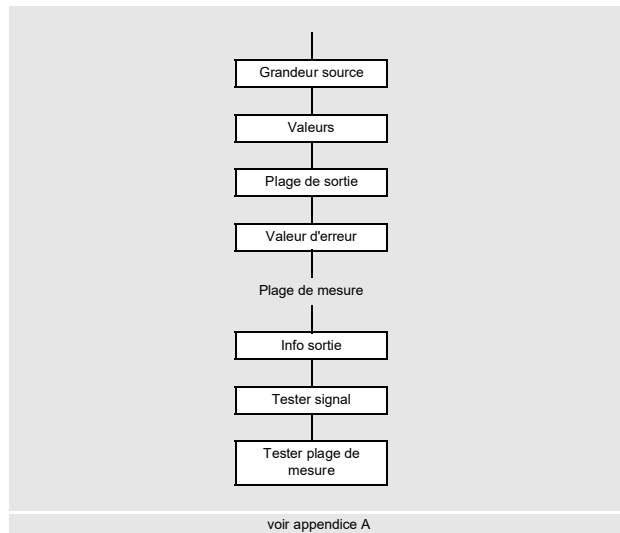 Grandeur source
Valeurs
Plage de sortie
Valeur d'erreur
Plage de mesure
Info sortie
Tester signal
Tester plage de
mesure
voir appendice A